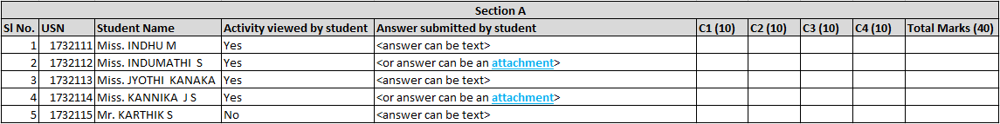 Section A
Sl No. USN Student Name Activity viewed by student Answer submitted by student C1 (10) C2 (10) C3 (10) C4 (10) Total Marks (40)
1 1732111 Miss. INDHU M Yes <answer can be text>
2 1732112 Miss. INDUMATHI S Yes <or answer can be an attachment>
3 1732113 Miss. JYOTHI KANAKA Yes <answer can be text>
4 1732114 Miss. KANNIKA J S Yes <or answer can be an attachment>
5 1732115 Mr. KARTHIK S No <answer can be text>